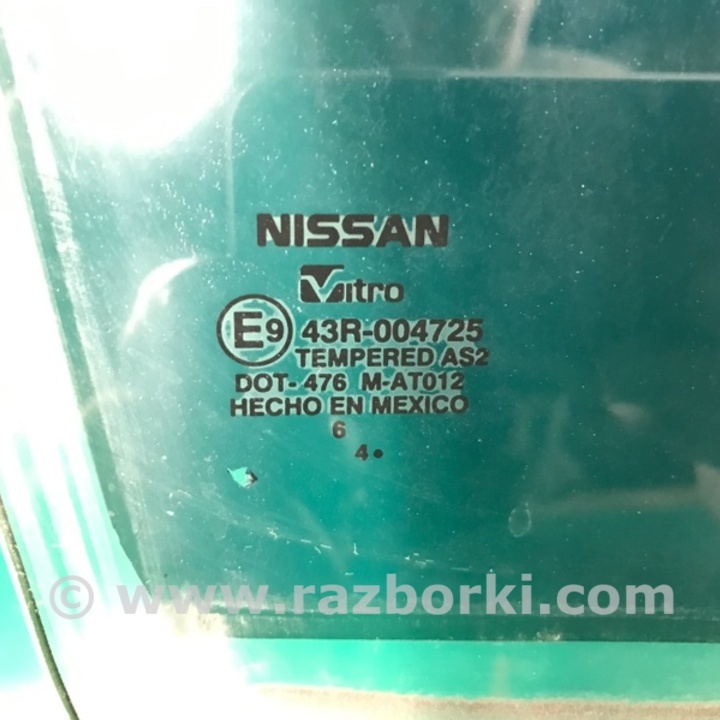 NISSAN
Vitro
E9 43R-004725
TEMPERED AS2
DOT-476 M-AT012
HECHO EN MEXICO
6
4•
© www.razborki.com